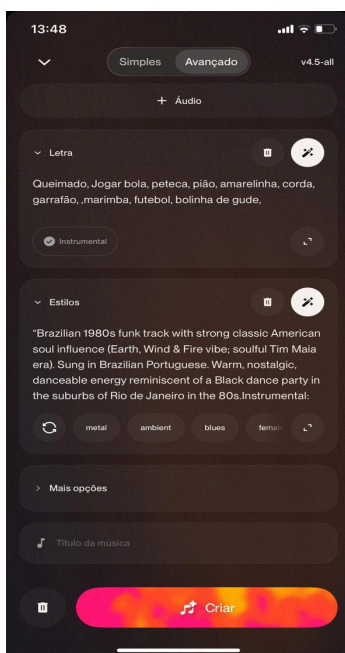 13:48
Simples Avançado v4.5-all
+ Áudio
Letra
Queimado, Jogar bola, peteca, pião, amarelinha, corda,
garrafão, ,marimba, futebol, bolinha de gude,
Instrumental
Estilos
"Brazilian 1980s funk track with strong classic American
soul influence (Earth, Wind & Fire vibe; soulful Tim Maia
era). Sung in Brazilian Portuguese. Warm, nostalgic,
danceable energy reminiscent of a Black dance party in
the suburbs of Rio de Janeiro in the 80s.Instrumental:
metal ambient blues female
Mais opções
Título da música
Criar